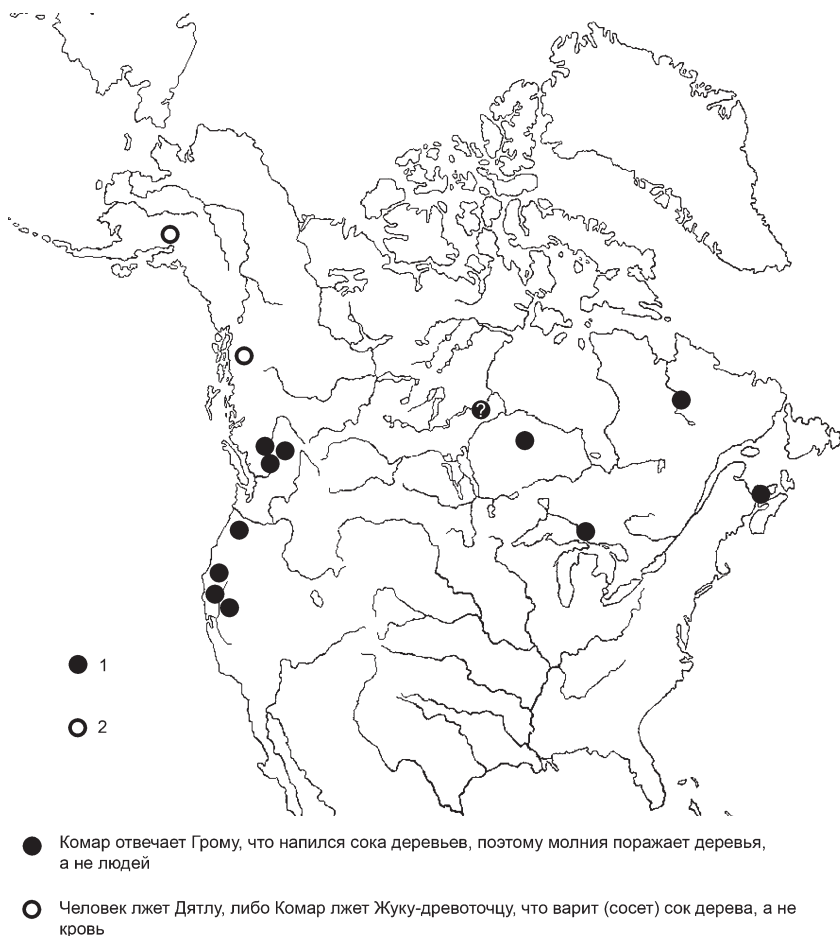 ?
1
2
Комар отвечает Грому, что напился сока деревьев, поэтому молния поражает деревья,
а не людей
Человек лжет Дятлу, либо Комар лжет Жуку-древоточцу, что варит (сосет) сок дерева, а не
кровь